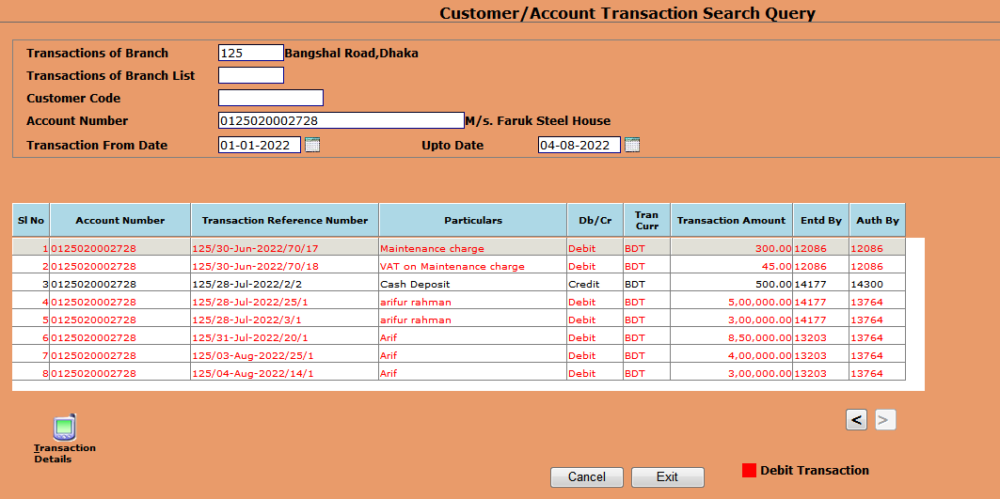 Customer/Account Transaction Search Query
Transactions of Branch 125 Bangshal Road,Dhaka
Transactions of Branch List
Customer Code
Account Number 0125020002728 M/s. Faruk Steel House
Transaction From Date 01-01-2022 Upto Date 04-08-2022
Sl No Account Number Transaction Reference Number Particulars Db/Cr Tran Curr Transaction Amount Entd By Auth By
1 0125020002728 125/30-Jun-2022/70/17 Maintenance charge Debit BDT 300.00 12086 12086
2 0125020002728 125/30-Jun-2022/70/18 VAT on Maintenance charge Debit BDT 45.00 12086 12086
3 0125020002728 125/28-Jul-2022/2/2 Cash Deposit Credit BDT 500.00 14177 14300
4 0125020002728 125/28-Jul-2022/25/1 arifur rahman Debit BDT 5,00,000.00 14177 13764
5 0125020002728 125/28-Jul-2022/3/1 arifur rahman Debit BDT 3,00,000.00 14177 13764
6 0125020002728 125/31-Jul-2022/20/1 Arif Debit BDT 8,50,000.00 13203 13764
7 0125020002728 125/03-Aug-2022/25/1 Arif Debit BDT 4,00,000.00 13203 13764
8 0125020002728 125/04-Aug-2022/14/1 Arif Debit BDT 3,00,000.00 13203 13764
< >
Transaction
Details
Cancel Exit Debit Transaction